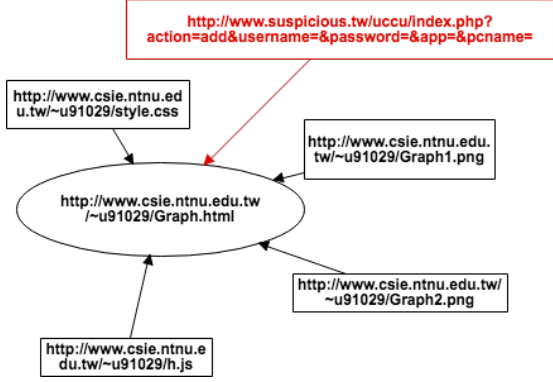 http://www.suspicious.tw/uccu/index.php?
action=add&username=&password=&app=&pcname=
http://www.csie.ntnu.ed
u.tw/~u91029/style.css
http://www.csie.ntnu.edu.
tw/~u91029/Graph1.png
http://www.csie.ntnu.edu.tw
/~u91029/Graph.html
http://www.csie.ntnu.edu.tw/
~u91029/Graph2.png
http://www.csie.ntnu.e
du.tw/~u91029/h.js